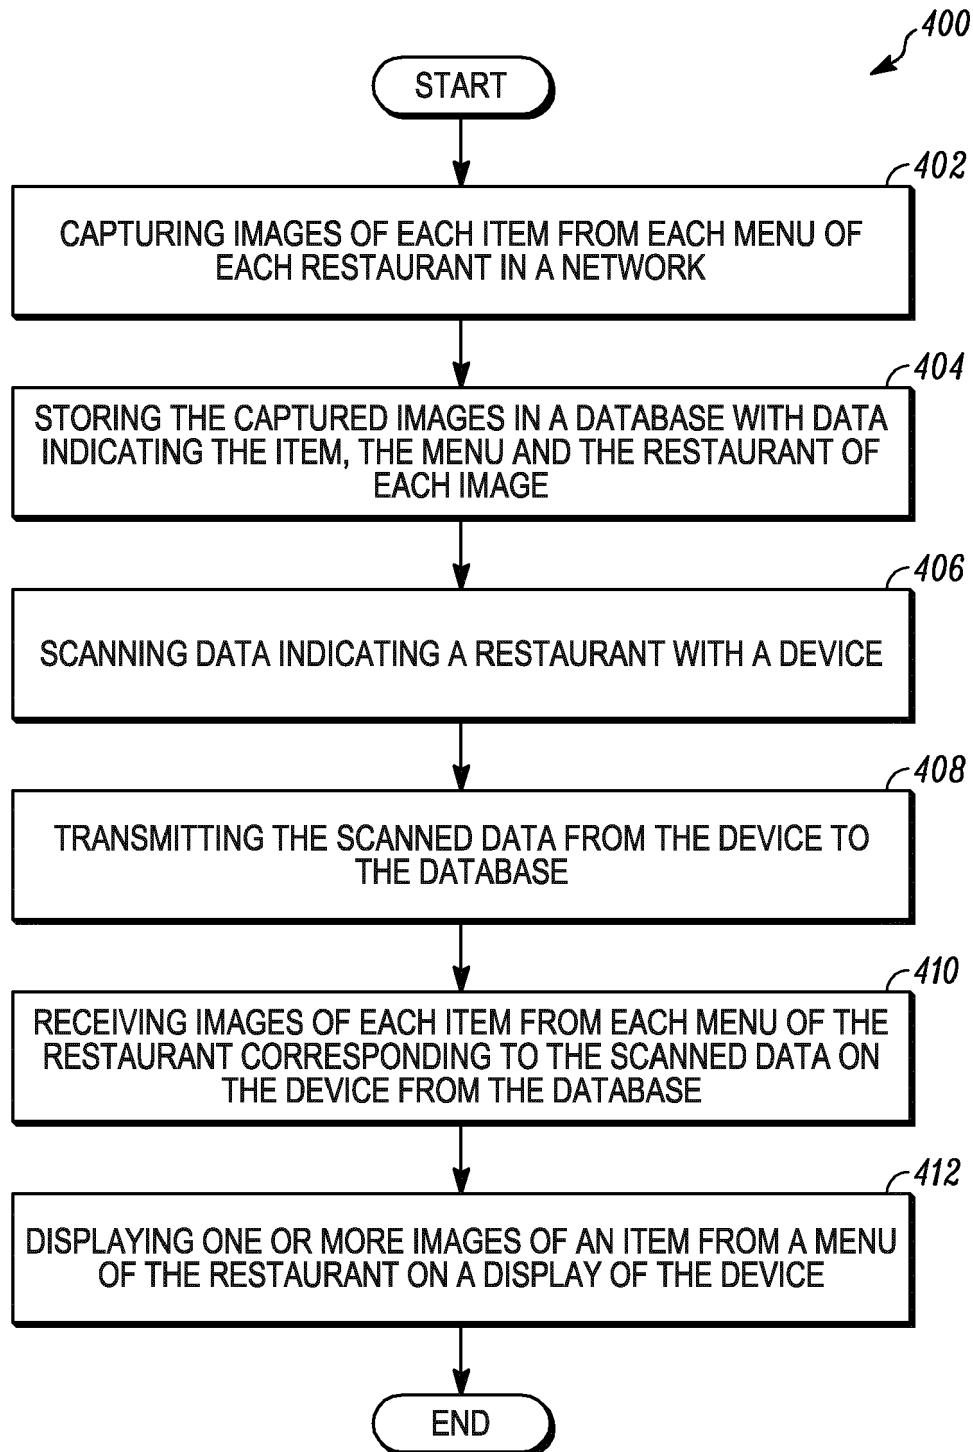 400
START
402
CAPTURING IMAGES OF EACH ITEM FROM EACH MENU OF
EACH RESTAURANT IN A NETWORK
404
STORING THE CAPTURED IMAGES IN A DATABASE WITH DATA
INDICATING THE ITEM, THE MENU AND THE RESTAURANT OF
EACH IMAGE
406
SCANNING DATA INDICATING A RESTAURANT WITH A DEVICE
408
TRANSMITTING THE SCANNED DATA FROM THE DEVICE TO
THE DATABASE
410
RECEIVING IMAGES OF EACH ITEM FROM EACH MENU OF THE
RESTAURANT CORRESPONDING TO THE SCANNED DATA ON
THE DEVICE FROM THE DATABASE
412
DISPLAYING ONE OR MORE IMAGES OF AN ITEM FROM A MENU
OF THE RESTAURANT ON A DISPLAY OF THE DEVICE
END